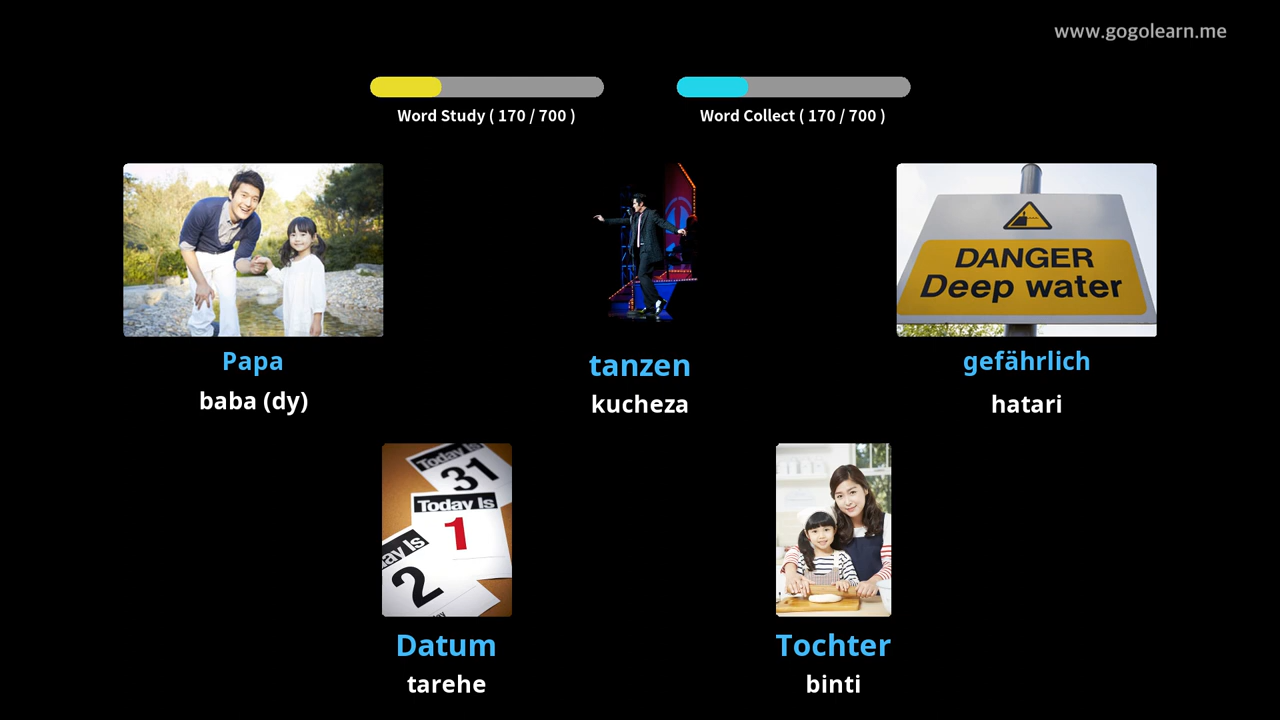 www.gogolearn.me
Word Study ( 170 / 700 )
Word Collect ( 170 / 700 )
DANGER
Deep water
Papa
tanzen
gefährlich
baba (dy)
kucheza
hatari
Today Is
31
Today Is
1
ay Is
2
Datum
Tochter
tarehe
binti